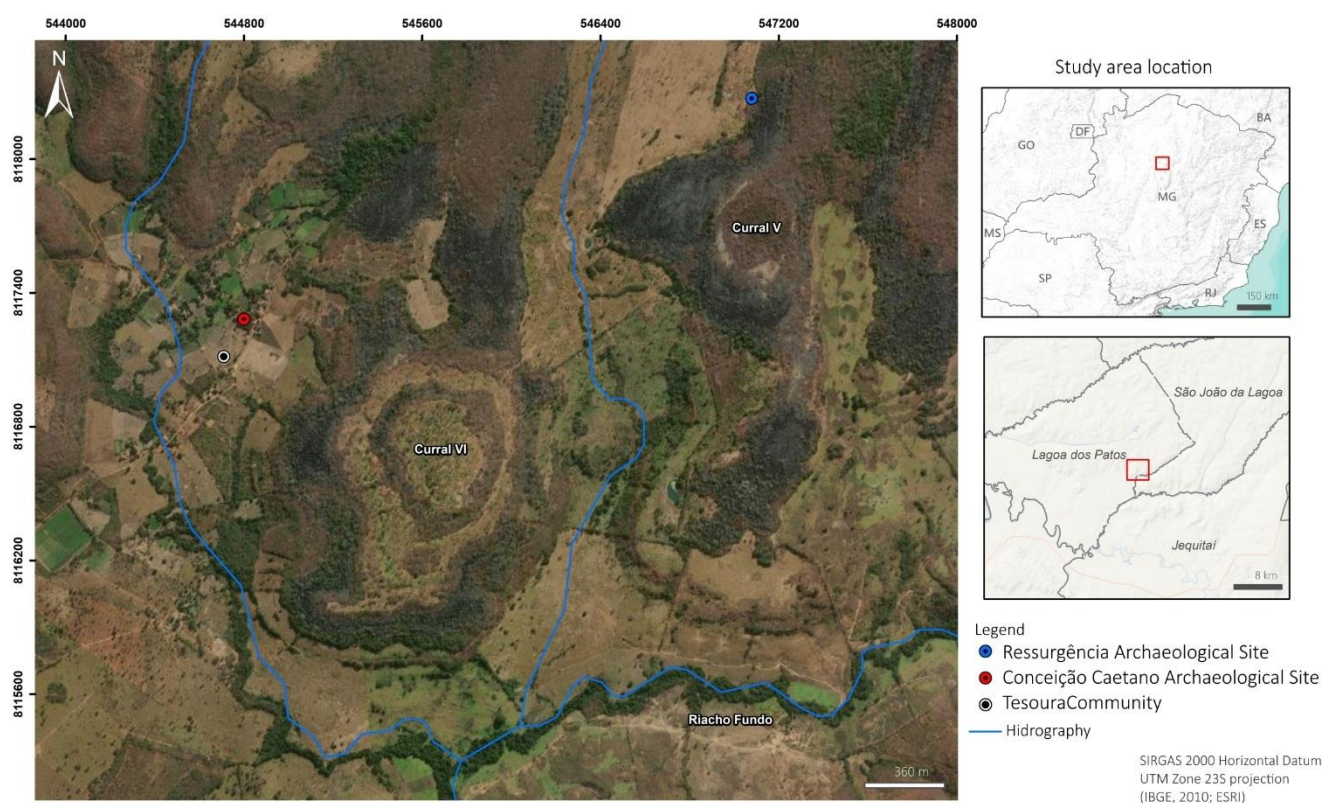 544000
544800
545600
546400
547200
548000
N
8118000
8117400
8116800
8116200
8115600
Curral V
Curral VI
Riacho Fundo
360 m
Study area location
GO
DF
BA
MG
MS
ES
SP
RJ
150 km
São João da Lagoa
Lagoa dos Patos
Jequitaí
8 km
Legend
Ressurgência Archaeological Site
Conceição Caetano Archaeological Site
TesouraCommunity
Hidrography
SIRGAS 2000 Horizontal Datum
UTM Zone 23S projection
(IBGE, 2010; ESRI)